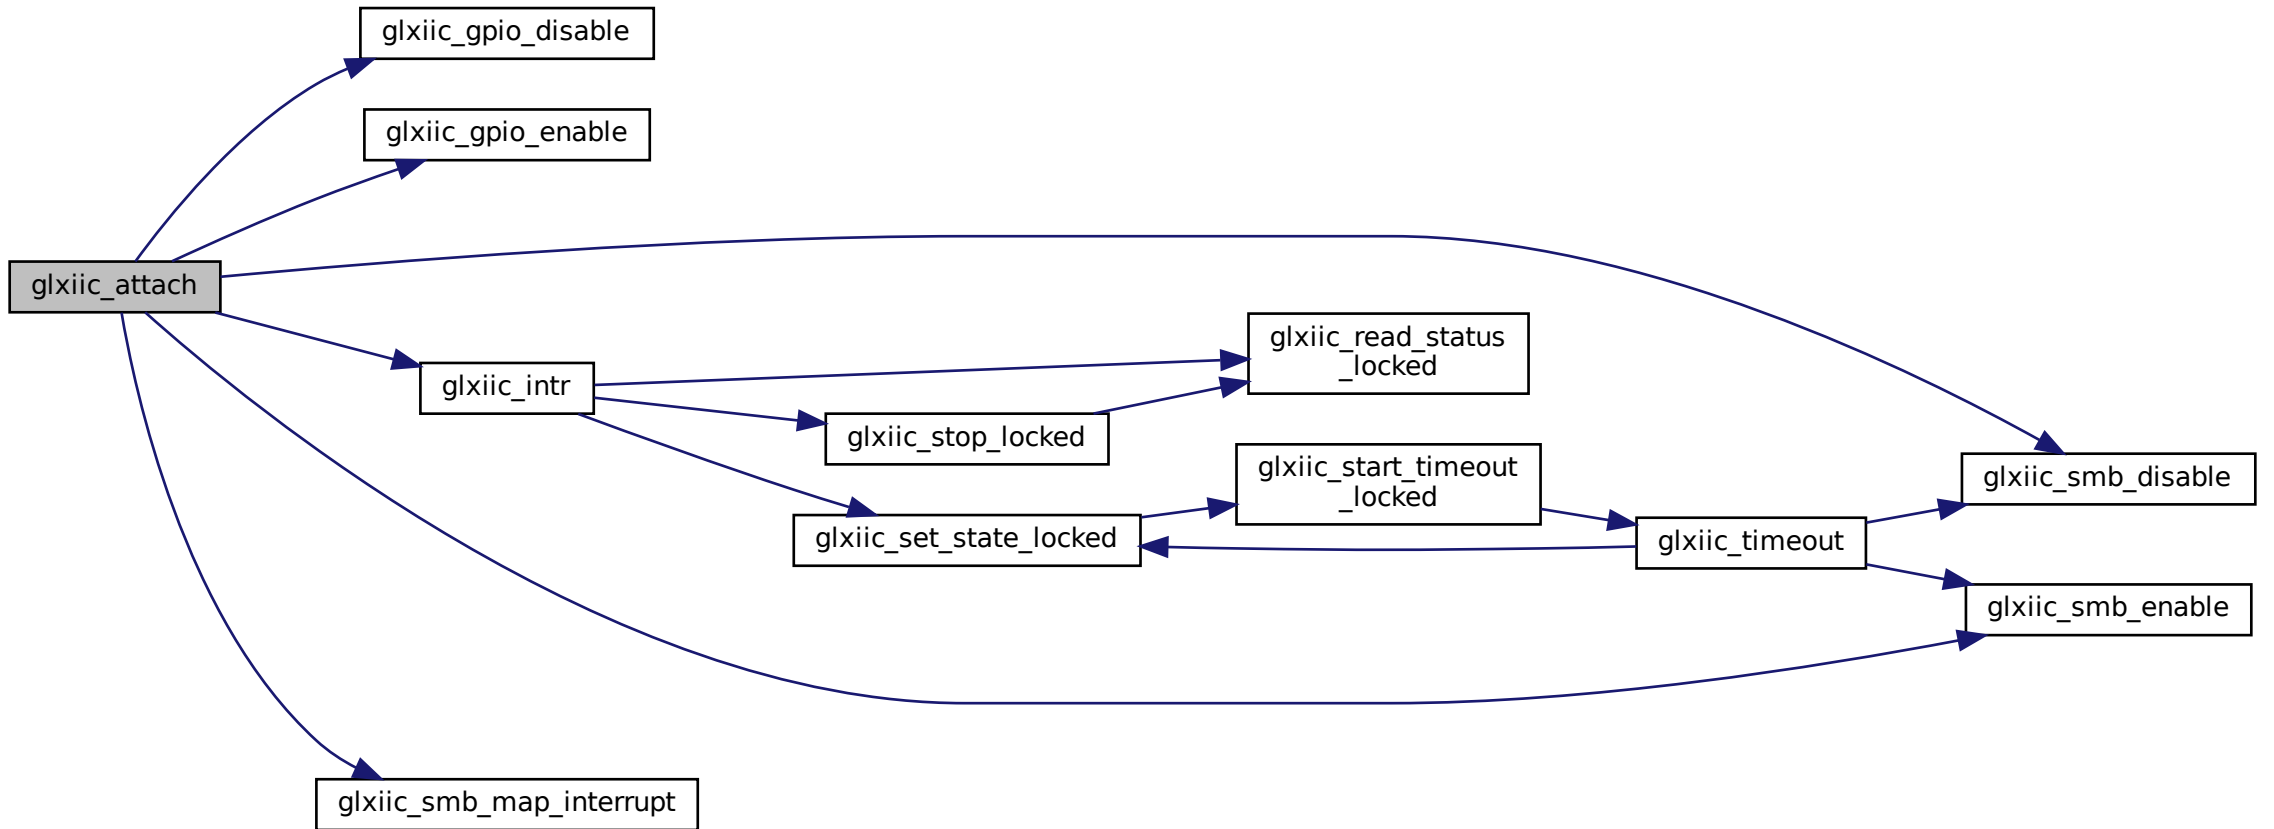 glxiic_gpio_disable
glxiic_gpio_enable
glxiic_attach
glxiic_read_status
_locked
glxiic_intr
glxiic_stop_locked
glxiic_start_timeout
_locked
glxiic_smb_disable
glxiic_set_state_locked
glxiic_timeout
glxiic_smb_enable
glxiic_smb_map_interrupt